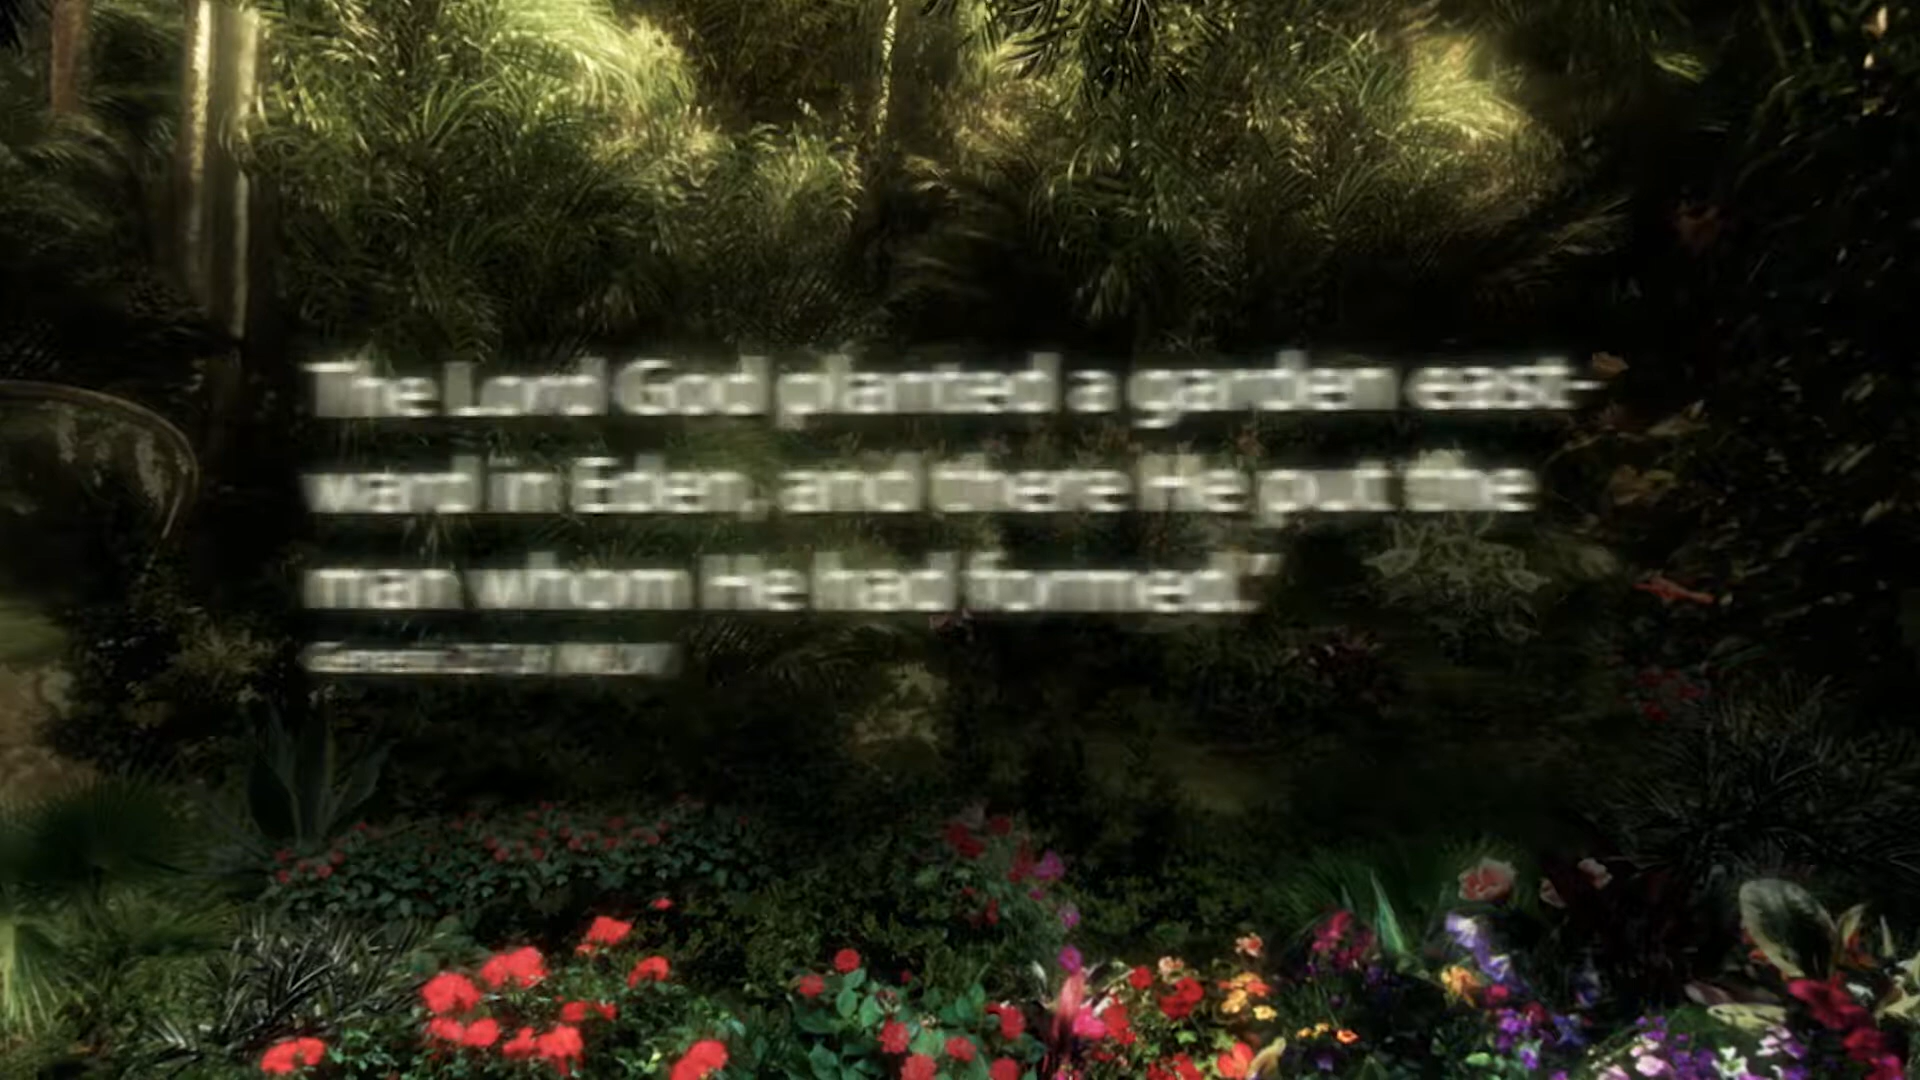 The Lord God planted a garden east-
ward in Eden, and there He put the
man whom He had formed."
Genesis